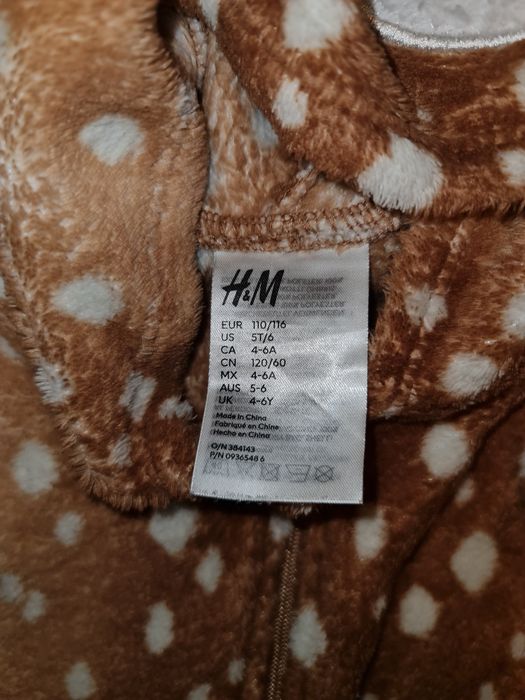 H&M
EUR 110/116
US 5T/6
CA 4-6A
CN 120/60
MX 4-6A
AUS 5-6
UK 4-6Y
Made in China
Fabriqué en Chine
Hecho en China
O/N 384143
P/N 0936548 6